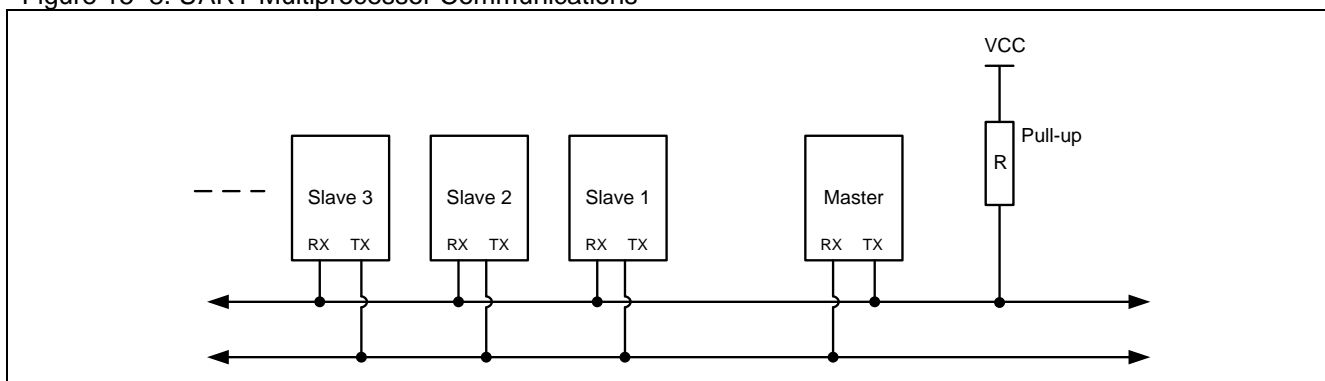 Figure 18–3. UART Multiprocessor Communications
VCC
Pull-up
R
Slave 3
Slave 2
Slave 1
Master
RX TX
RX TX
RX TX
RX TX